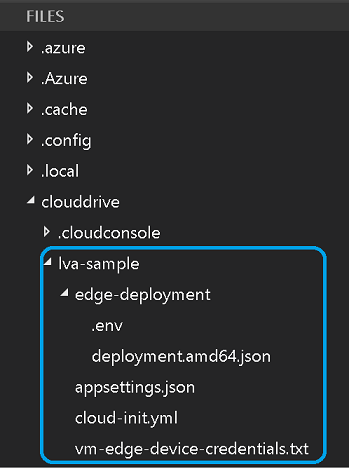 FILES
.azure
.Azure
.cache
.config
.local
clouddrive
.cloudconsole
lva-sample
edge-deployment
.env
deployment.amd64.json
appsettings.json
cloud-init.yml
vm-edge-device-credentials.txt